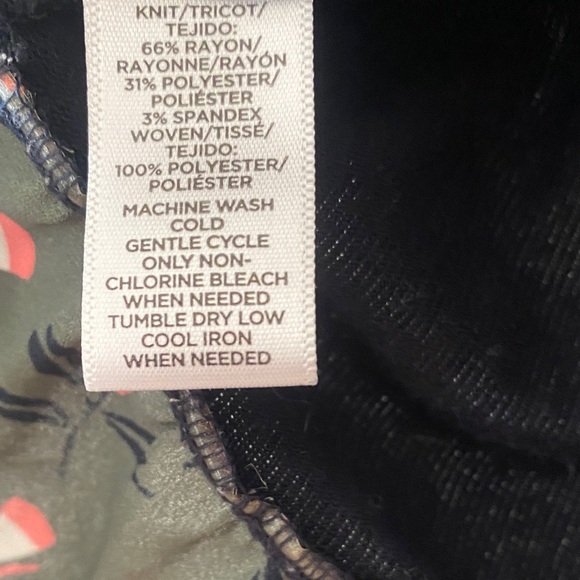 KNIT/TRICOT/
TEJIDO:
66% RAYON/
RAYONNE/RAYÓN
31% POLYESTER/
POLIÉSTER
3% SPANDEX
WOVEN/TISSÉ/
TEJIDO:
100% POLYESTER/
POLIÉSTER
MACHINE WASH
COLD
GENTLE CYCLE
ONLY NON-
CHLORINE BLEACH
WHEN NEEDED
TUMBLE DRY LOW
COOL IRON
WHEN NEEDED